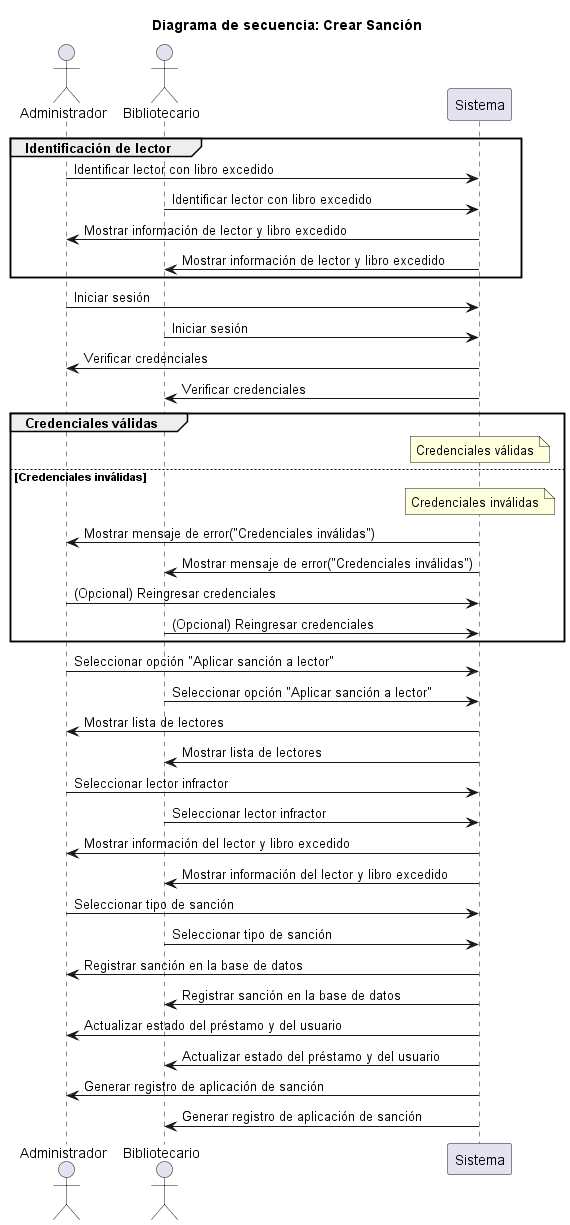 Diagrama de secuencia: Crear Sanción
Administrador
Bibliotecario
Sistema
Identificación de lector
Identificar lector con libro excedido
Identificar lector con libro excedido
Mostrar información de lector y libro excedido
Mostrar información de lector y libro excedido
Iniciar sesión
Iniciar sesión
Verificar credenciales
Verificar credenciales
Credenciales válidas
Credenciales válidas
[Credenciales inválidas]
Credenciales inválidas
Mostrar mensaje de error("Credenciales inválidas")
Mostrar mensaje de error("Credenciales inválidas")
(Opcional) Reingresar credenciales
(Opcional) Reingresar credenciales
Seleccionar opción "Aplicar sanción a lector"
Seleccionar opción "Aplicar sanción a lector"
Mostrar lista de lectores
Mostrar lista de lectores
Seleccionar lector infractor
Seleccionar lector infractor
Mostrar información del lector y libro excedido
Mostrar información del lector y libro excedido
Seleccionar tipo de sanción
Seleccionar tipo de sanción
Registrar sanción en la base de datos
Registrar sanción en la base de datos
Actualizar estado del préstamo y del usuario
Actualizar estado del préstamo y del usuario
Generar registro de aplicación de sanción
Generar registro de aplicación de sanción
Administrador
Bibliotecario
Sistema